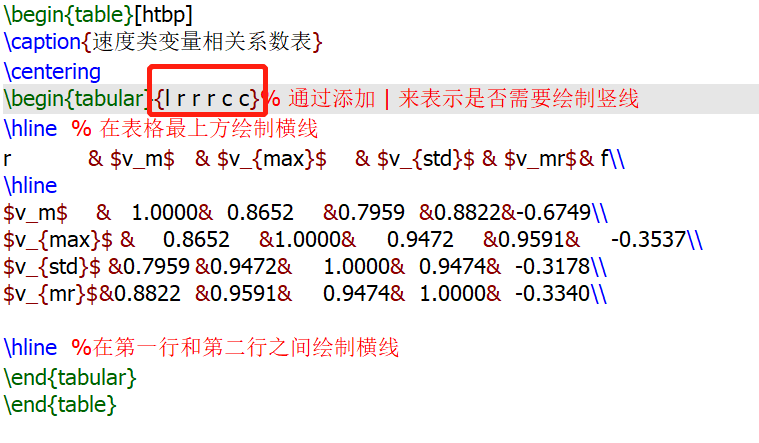 \begin{table}[htbp]
\caption{速度类变量相关系数表}
\centering
\begin{tabular}{l r r r c c}% 通过添加 | 来表示是否需要绘制竖线
\hline % 在表格最上方绘制横线
r & $v_m$ & $v_{max}$ & $v_{std}$ & $v_mr$& f\\
\hline
$v_m$ & 1.0000& 0.8652 &0.7959 &0.8822&-0.6749\\
$v_{max}$ & 0.8652 &1.0000& 0.9472 &0.9591& -0.3537\\
$v_{std}$ &0.7959 &0.9472& 1.0000& 0.9474& -0.3178\\
$v_{mr}$&0.8822 &0.9591& 0.9474& 1.0000& -0.3340\\
\hline %在第一行和第二行之间绘制横线
\end{tabular}
\end{table}